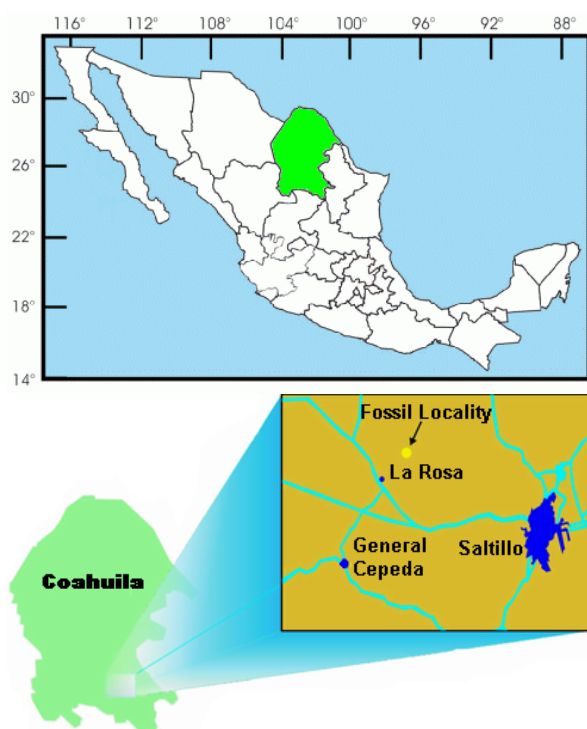 116° 112° 108° 104° 100° 96° 92° 88°
30°
26°
22°
18°
14°
Fossil Locality
La Rosa
General
Cepeda
Saltillo
Coahuila